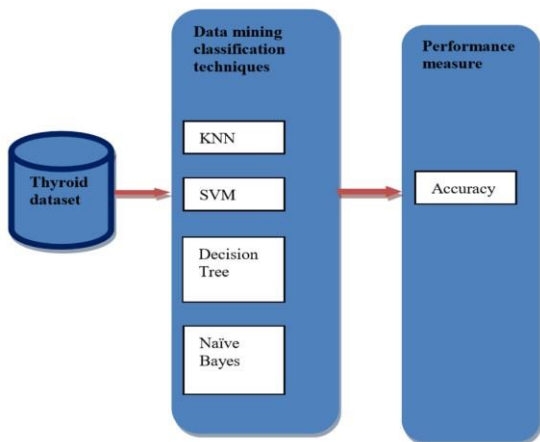 Thyroid
dataset
Data mining
classification
techniques
KNN
SVM
Decision
Tree
Naïve
Bayes
Performance
measure
Accuracy